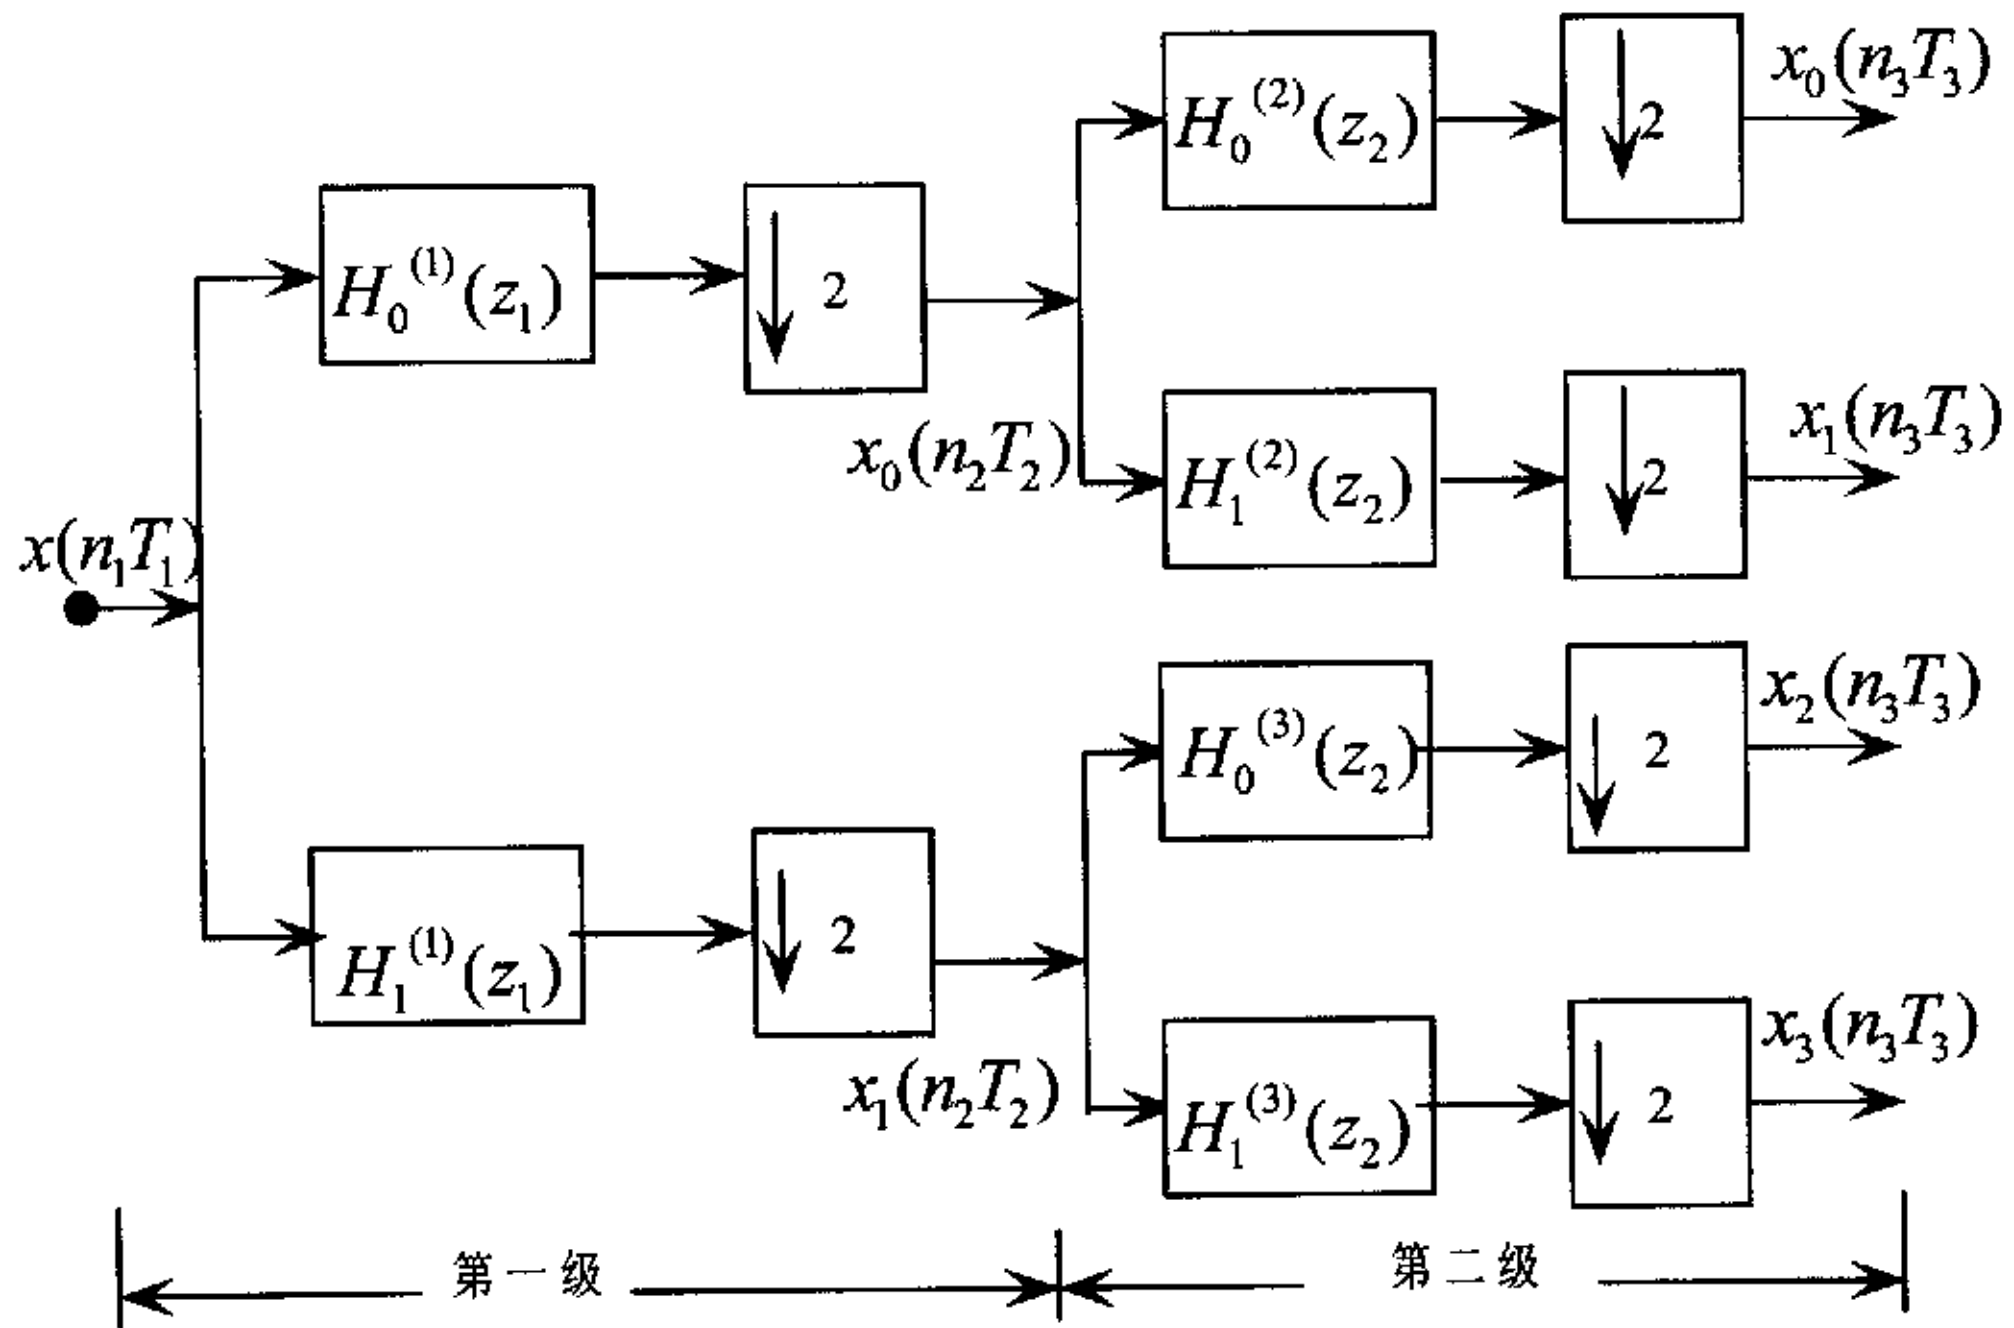 x(n₁T₁)
H₀⁽¹⁾(z₁)
2
x₀(n₂T₂)
H₁⁽¹⁾(z₁)
2
x₁(n₂T₂)
H₀⁽²⁾(z₂)
2
x₀(n₃T₃)
H₁⁽²⁾(z₂)
2
x₁(n₃T₃)
H₀⁽³⁾(z₂)
2
x₂(n₃T₃)
H₁⁽³⁾(z₂)
2
x₃(n₃T₃)
第一级
第二级